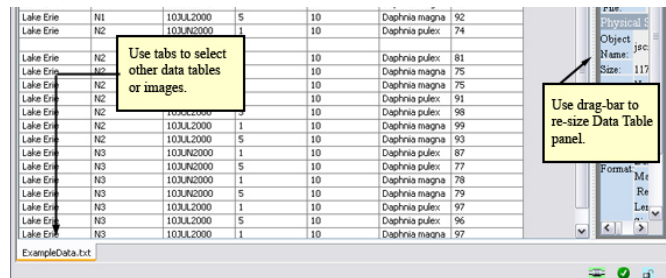 Lake Erie N1 10JUL2000 5 10 Daphnia magna 92
Lake Erie N2 10JUN2000 1 10 Daphnia pulex 74
Lake Erie N2 10 Daphnia pulex 81
Lake Erie N2 10 Daphnia magna 75
Lake Erie N2 10 Daphnia magna 75
Lake Erie N2 10 Daphnia pulex 91
Lake Erie N2 10JUL2000 5 10 Daphnia pulex 98
Lake Erie N2 10JUL2000 1 10 Daphnia magna 99
Lake Erie N2 10JUL2000 5 10 Daphnia magna 93
Lake Erie N3 10JUN2000 1 10 Daphnia pulex 87
Lake Erie N3 10JUN2000 5 10 Daphnia pulex 77
Lake Erie N3 10JUN2000 1 10 Daphnia magna 78
Lake Erie N3 10JUN2000 5 10 Daphnia magna 79
Lake Erie N3 10JUL2000 1 10 Daphnia pulex 97
Lake Erie N3 10JUL2000 5 10 Daphnia pulex 96
Lake Erie N3 10JUL2000 1 10 Daphnia magna 97
Use tabs to select
other data tables
or images.
ExampleData.txt
File:
Physical S
Object
Name: jsc
Size: 117
Use drag-bar to
re-size Data Table
panel.
Format:
Re